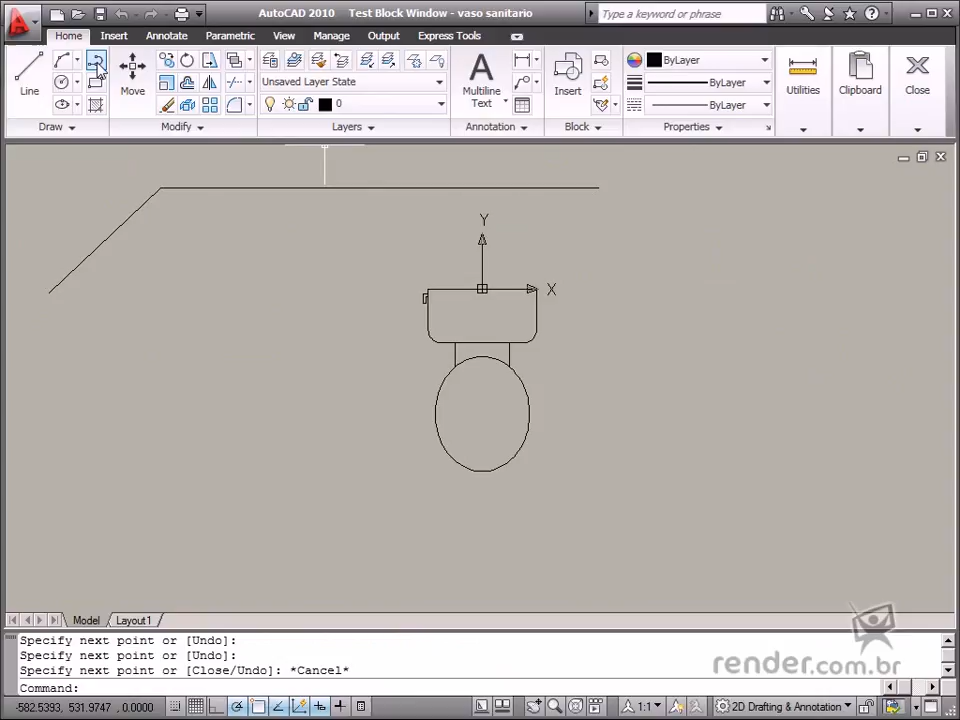 AutoCAD 2010 Test Block Window - vaso sanitario
Type a keyword or phrase
Home Insert Annotate Parametric View Manage Output Express Tools
Line
Move
Unsaved Layer State
0
Multiline
Text
Insert
ByLayer
ByLayer
ByLayer
Utilities
Clipboard
Close
Draw Modify Layers Annotation Block Properties
Y
X
Model Layout1
Specify next point or [Undo]:
Specify next point or [Undo]:
Specify next point or [Close/Undo]: *Cancel*
Command:
render.com.br
-582.5393, 531.9747, 0.0000
1:1
2D Drafting & Annotation